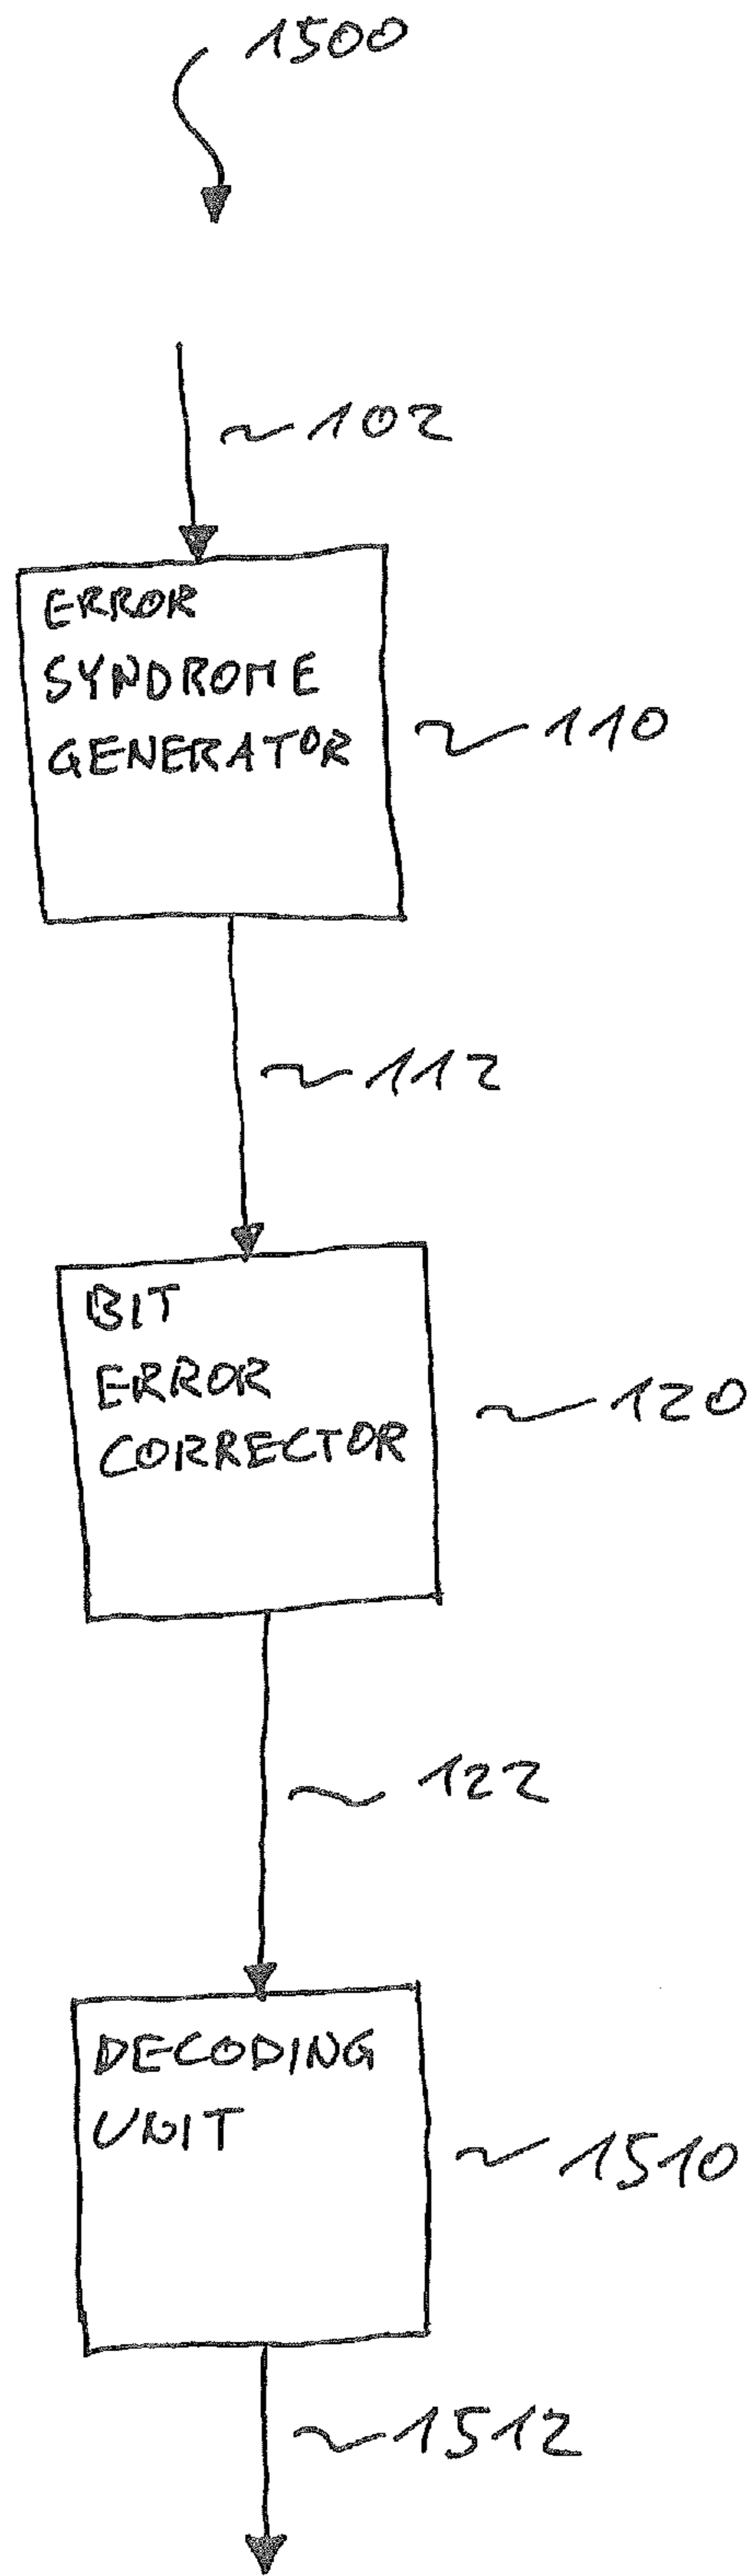 1500
102
ERROR
SYNDROME
GENERATOR
110
112
BIT
ERROR
CORRECTOR
120
122
DECODING
UNIT
1510
1512